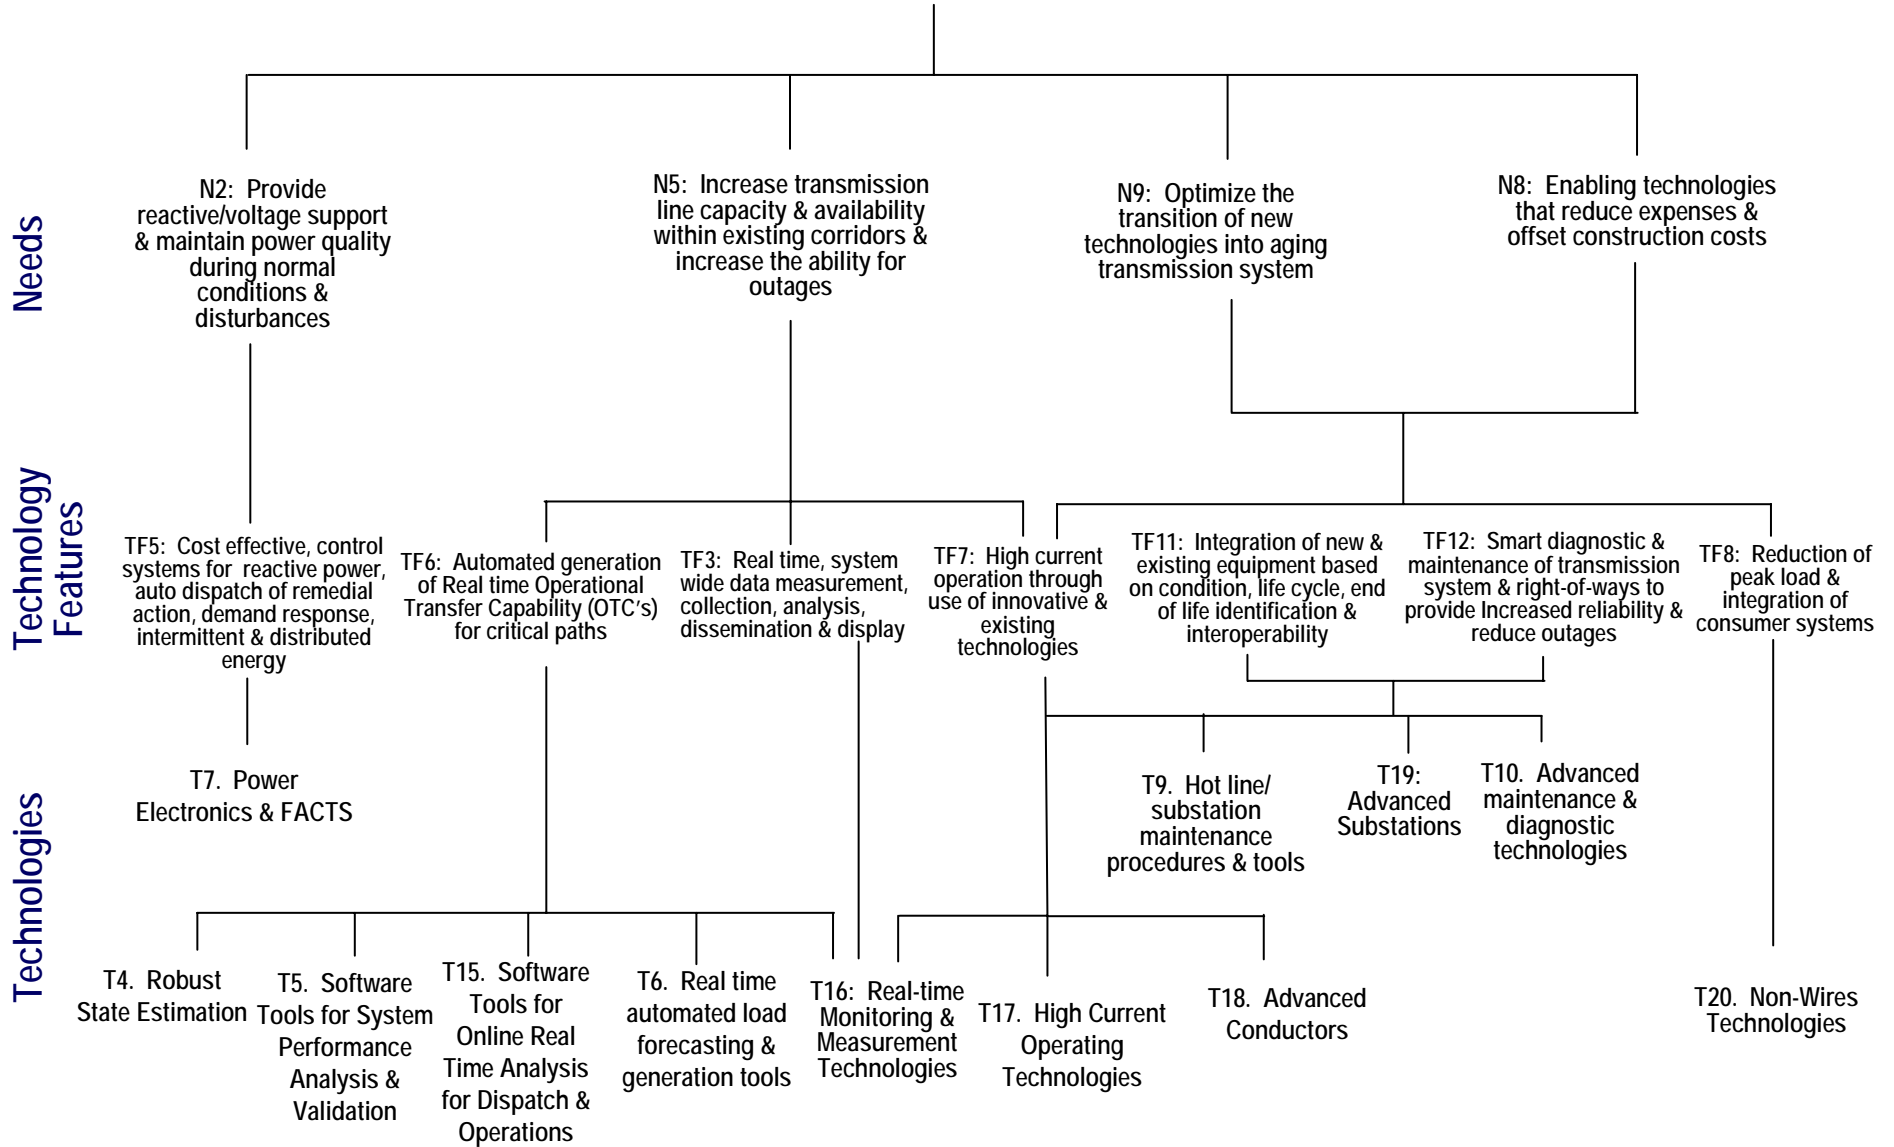 Needs
N2: Provide
reactive/voltage support
& maintain power quality
during normal
conditions &
disturbances
N5: Increase transmission
line capacity & availability
within existing corridors &
increase the ability for
outages
N9: Optimize the
transition of new
technologies into aging
transmission system
N8: Enabling technologies
that reduce expenses &
offset construction costs
Technology
Features
TF5: Cost effective, control
systems for reactive power,
auto dispatch of remedial
action, demand response,
intermittent & distributed
energy
TF6: Automated generation
of Real time Operational
Transfer Capability (OTC's)
for critical paths
TF3: Real time, system
wide data measurement,
collection, analysis,
dissemination & display
TF7: High current
operation through
use of innovative &
existing
technologies
TF11: Integration of new &
existing equipment based
on condition, life cycle, end
of life identification &
interoperability
TF12: Smart diagnostic &
maintenance of transmission
system & right-of-ways to
provide Increased reliability &
reduce outages
TF8: Reduction of
peak load &
integration of
consumer systems
Technologies
T7. Power
Electronics & FACTS
T9. Hot line/
substation
maintenance
procedures & tools
T19:
Advanced
Substations
T10. Advanced
maintenance &
diagnostic
technologies
T4. Robust
State Estimation
T5. Software
Tools for System
Performance
Analysis &
Validation
T15. Software
Tools for
Online Real
Time Analysis
for Dispatch &
Operations
T6. Real time
automated load
forecasting &
generation tools
T16: Real-time
Monitoring &
Measurement
Technologies
T17. High Current
Operating
Technologies
T18. Advanced
Conductors
T20. Non-Wires
Technologies